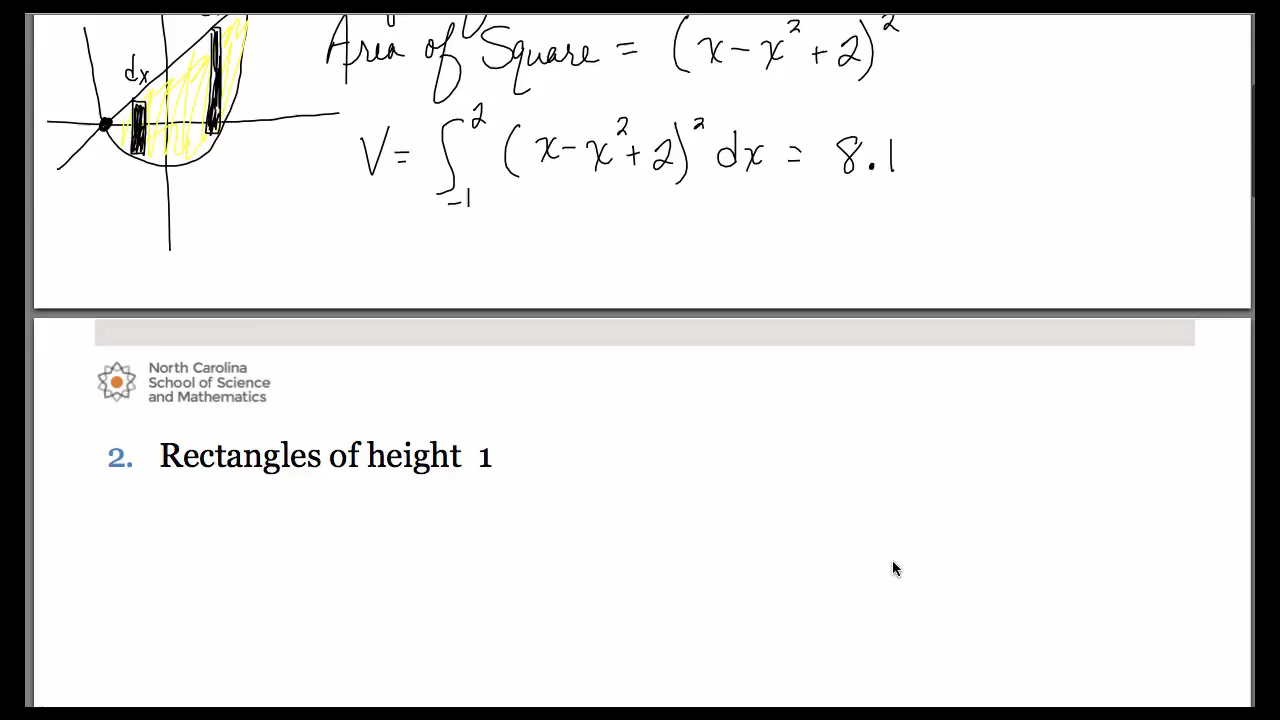 Area of Square = (x-x²+2)²
dx
V= ∫₋₁² (x-x²+2)² dx = 8.1
North Carolina
School of Science
and Mathematics
2. Rectangles of height 1